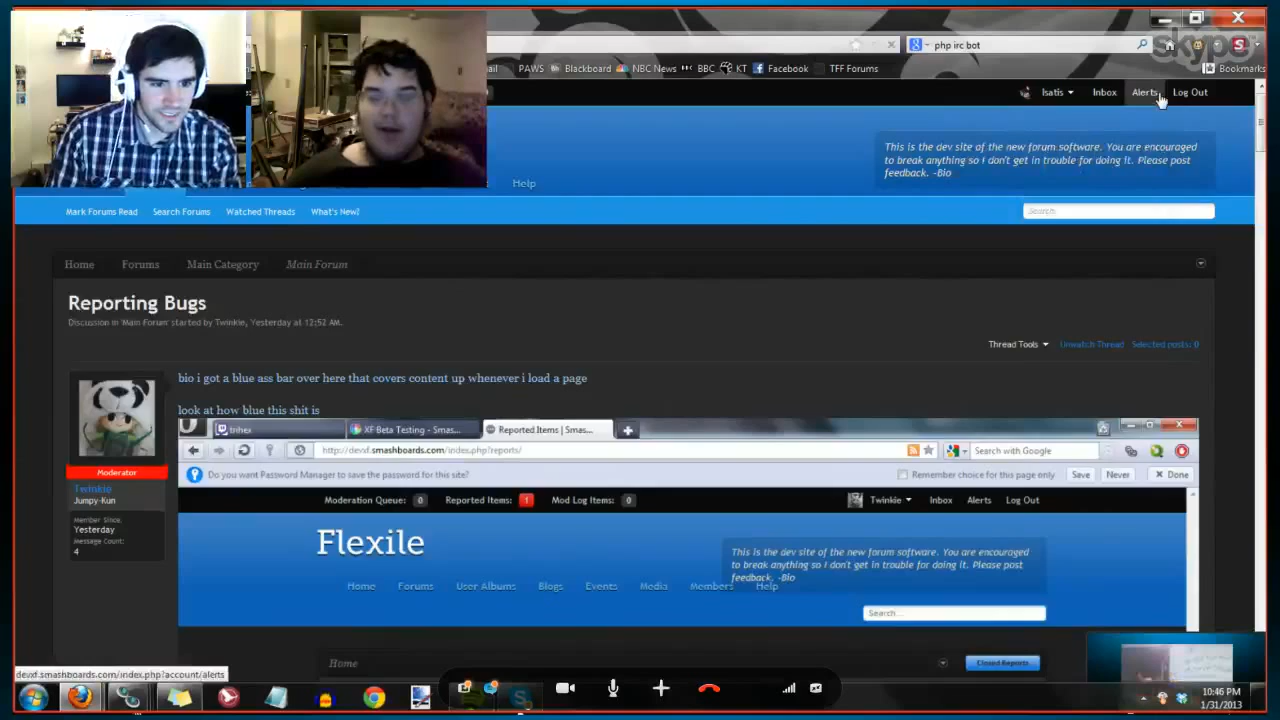 php irc bot
skype
PAWS Blackboard NBC News BBC KT Facebook TFF Forums
Bookmarks
Isatis Inbox Alerts Log Out
This is the dev site of the new forum software. You are encouraged
to break anything so I don't get in trouble for doing it. Please post
feedback. -Bio
Help
Mark Forums Read Search Forums Watched Threads What's New?
Search...
Home Forums Main Category Main Forum
Reporting Bugs
Discussion in 'Main Forum' started by Twinkie, Yesterday at 12:52 AM.
Thread Tools Unwatch Thread Selected posts: 0
bio i got a blue ass bar over here that covers content up whenever i load a page
look at how blue this shit is
Moderator
Twinkie
Jumpy-Kun
Member Since:
Yesterday
Message Count:
4
trihex XF Beta Testing - Smas... Reported Items | Smas...
http://devxf.smashboards.com/index.php?reports/ Search with Google
Do you want Password Manager to save the password for this site? Remember choice for this page only Save Never Done
Moderation Queue: 0 Reported Items: 1 Mod Log Items: 0 Twinkie Inbox Alerts Log Out
Flexile
This is the dev site of the new forum software. You are encouraged
to break anything so I don't get in trouble for doing it. Please post
feedback. -Bio
Home Forums User Albums Blogs Events Media Members Help
Search...
Home Closed Reports
devxf.smashboards.com/index.php?account/alerts
10:46 PM
1/31/2013